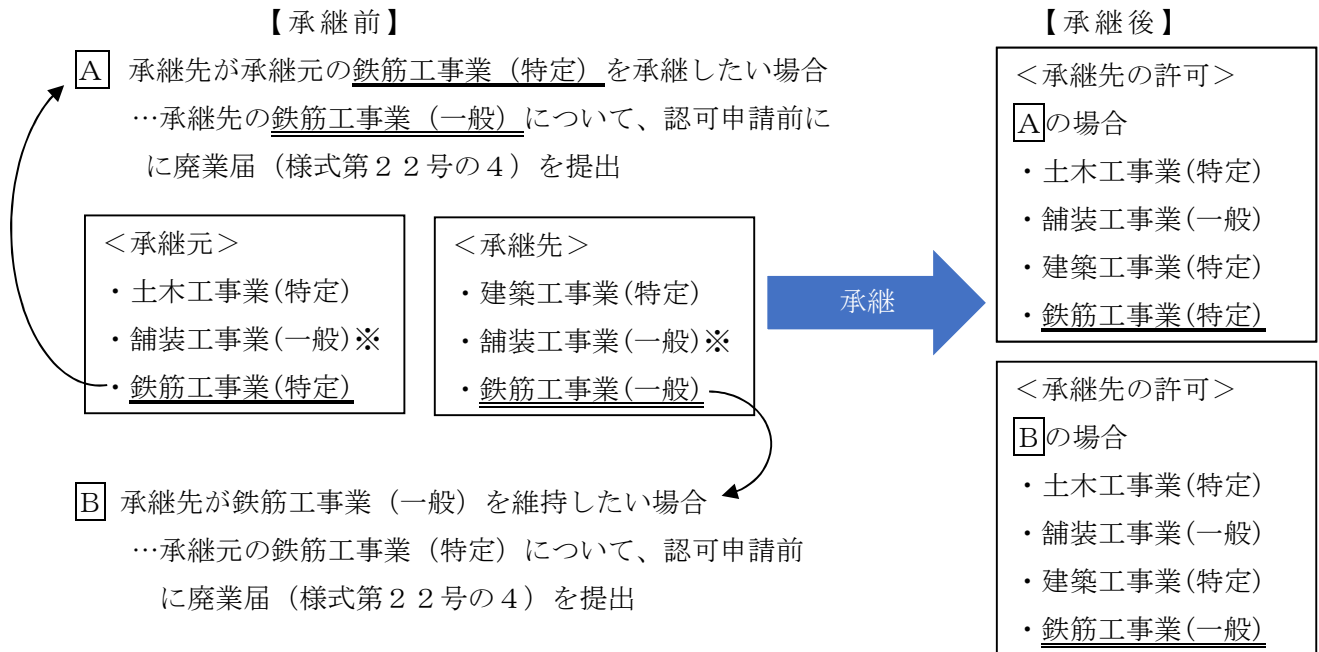 【承継前】
A 承継先が承継元の鉄筋工事業（特定）を承継したい場合
…承継先の鉄筋工事業（一般）について、認可申請前に
に廃業届（様式第２２号の４）を提出
＜承継元＞
・土木工事業(特定)
・舗装工事業(一般)※
・鉄筋工事業(特定)
＜承継先＞
・建築工事業(特定)
・舗装工事業(一般)※
・鉄筋工事業(一般)
承継
B 承継先が鉄筋工事業（一般）を維持したい場合
…承継元の鉄筋工事業（特定）について、認可申請前
に廃業届（様式第２２号の４）を提出
【承継後】
＜承継先の許可＞
Aの場合
・土木工事業(特定)
・舗装工事業(一般)
・建築工事業(特定)
・鉄筋工事業(特定)
＜承継先の許可＞
Bの場合
・土木工事業(特定)
・舗装工事業(一般)
・建築工事業(特定)
・鉄筋工事業(一般)